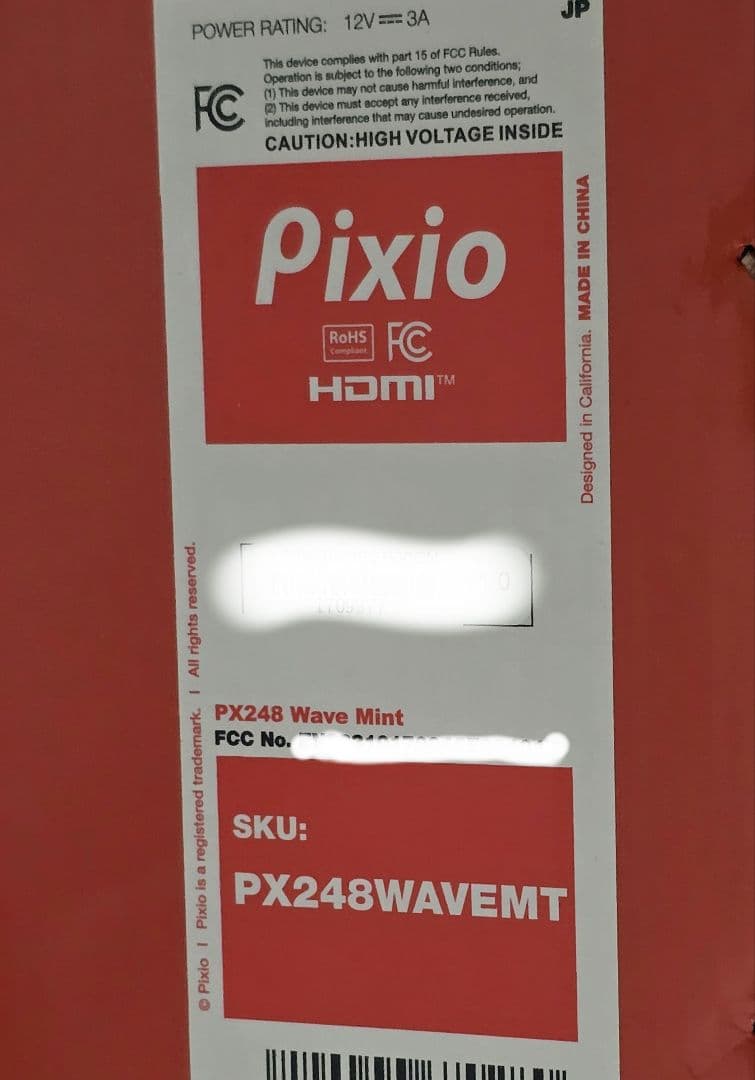 POWER RATING: 12V⎓3A
JP
This device complies with part 15 of FCC Rules.
Operation is subject to the following two conditions;
(1) This device may not cause harmful interference, and
(2) This device must accept any interference received,
including interference that may cause undesired operation.
FC
CAUTION:HIGH VOLTAGE INSIDE
Pixio
RoHS
Compliant
FC
HDMI™
Designed in California. MADE IN CHINA
© Pixio I Pixio is a registered trademark. I All rights reserved.
PX248 Wave Mint
FCC No.
SKU:
PX248WAVEMT